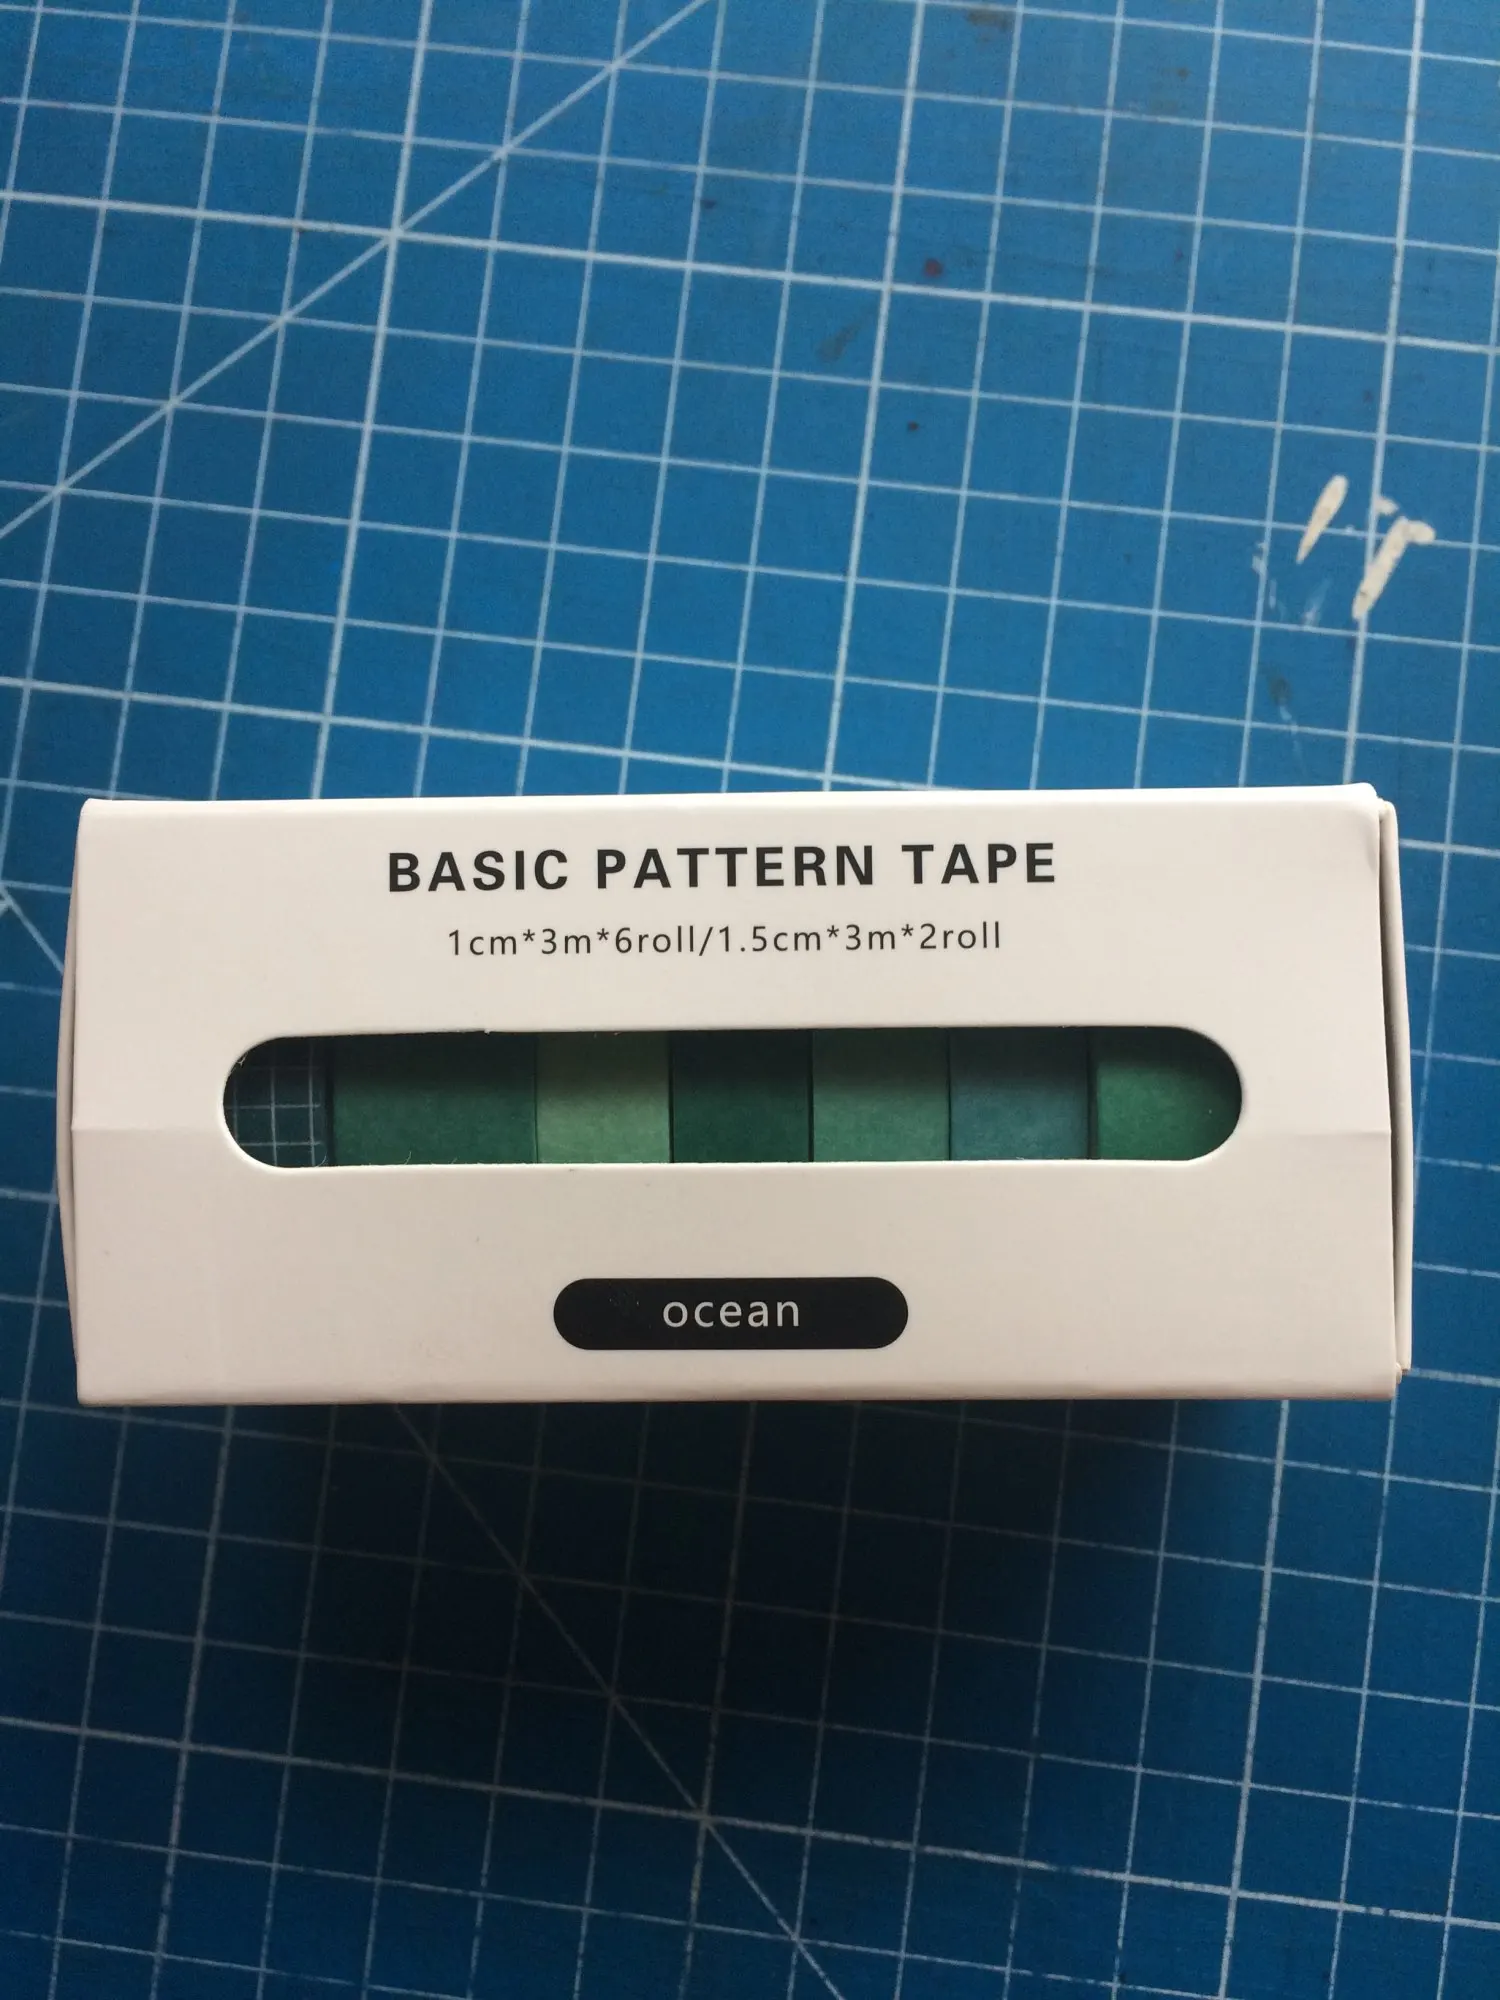 BASIC PATTERN TAPE
1cm*3m*6roll/1.5cm*3m*2roll
ocean